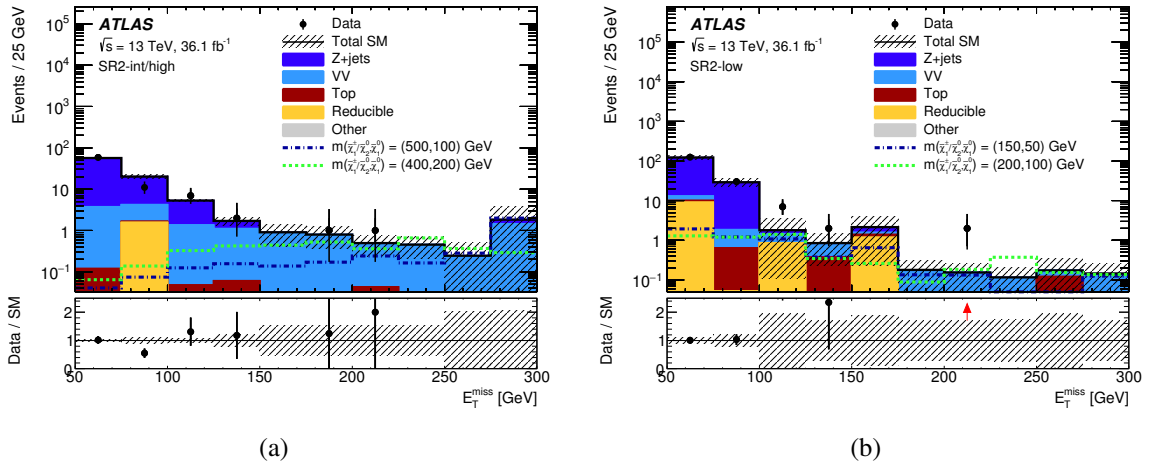 Events / 25 GeV
10⁵
10⁴
10³
10²
10
1
10⁻¹
ATLAS
√s = 13 TeV, 36.1 fb⁻¹
SR2-int/high
Data
Total SM
Z+jets
VV
Top
Reducible
Other
m(χ̃₁±/χ̃₂⁰χ̃₁⁰) = (500,100) GeV
m(χ̃₁±/χ̃₂⁰χ̃₁⁰) = (400,200) GeV
Data / SM
2
1
0
50 100 150 200 250 300
E_T^miss [GeV]
(a)
Events / 25 GeV
10⁵
10⁴
10³
10²
10
1
10⁻¹
ATLAS
√s = 13 TeV, 36.1 fb⁻¹
SR2-low
Data
Total SM
Z+jets
VV
Top
Reducible
Other
m(χ̃₁±/χ̃₂⁰χ̃₁⁰) = (150,50) GeV
m(χ̃₁±/χ̃₂⁰χ̃₁⁰) = (200,100) GeV
Data / SM
2
1
0
50 100 150 200 250 300
E_T^miss [GeV]
(b)